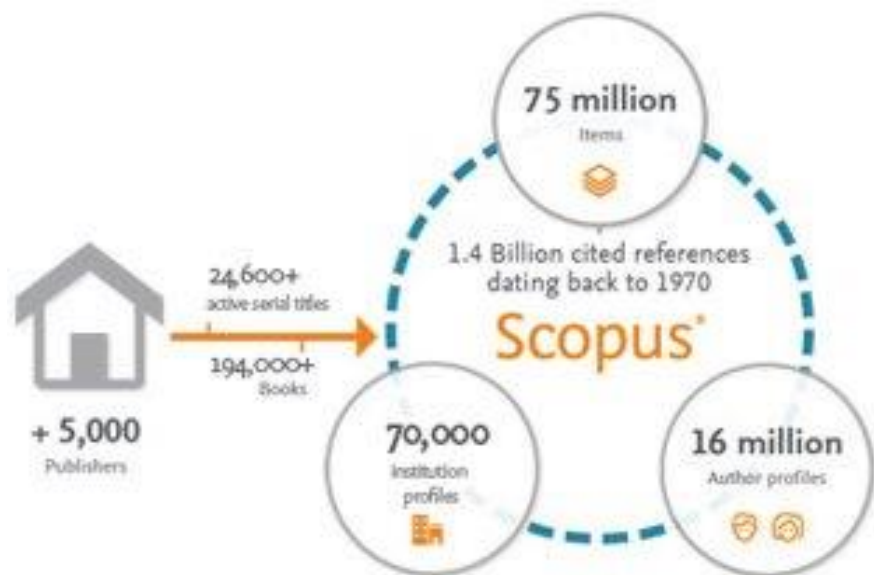 75 million
Items
1.4 Billion cited references
dating back to 1970
Scopus®
24,600+
active serial titles
194,000+
Books
+ 5,000
Publishers
70,000
Institution
profiles
16 million
Author profiles